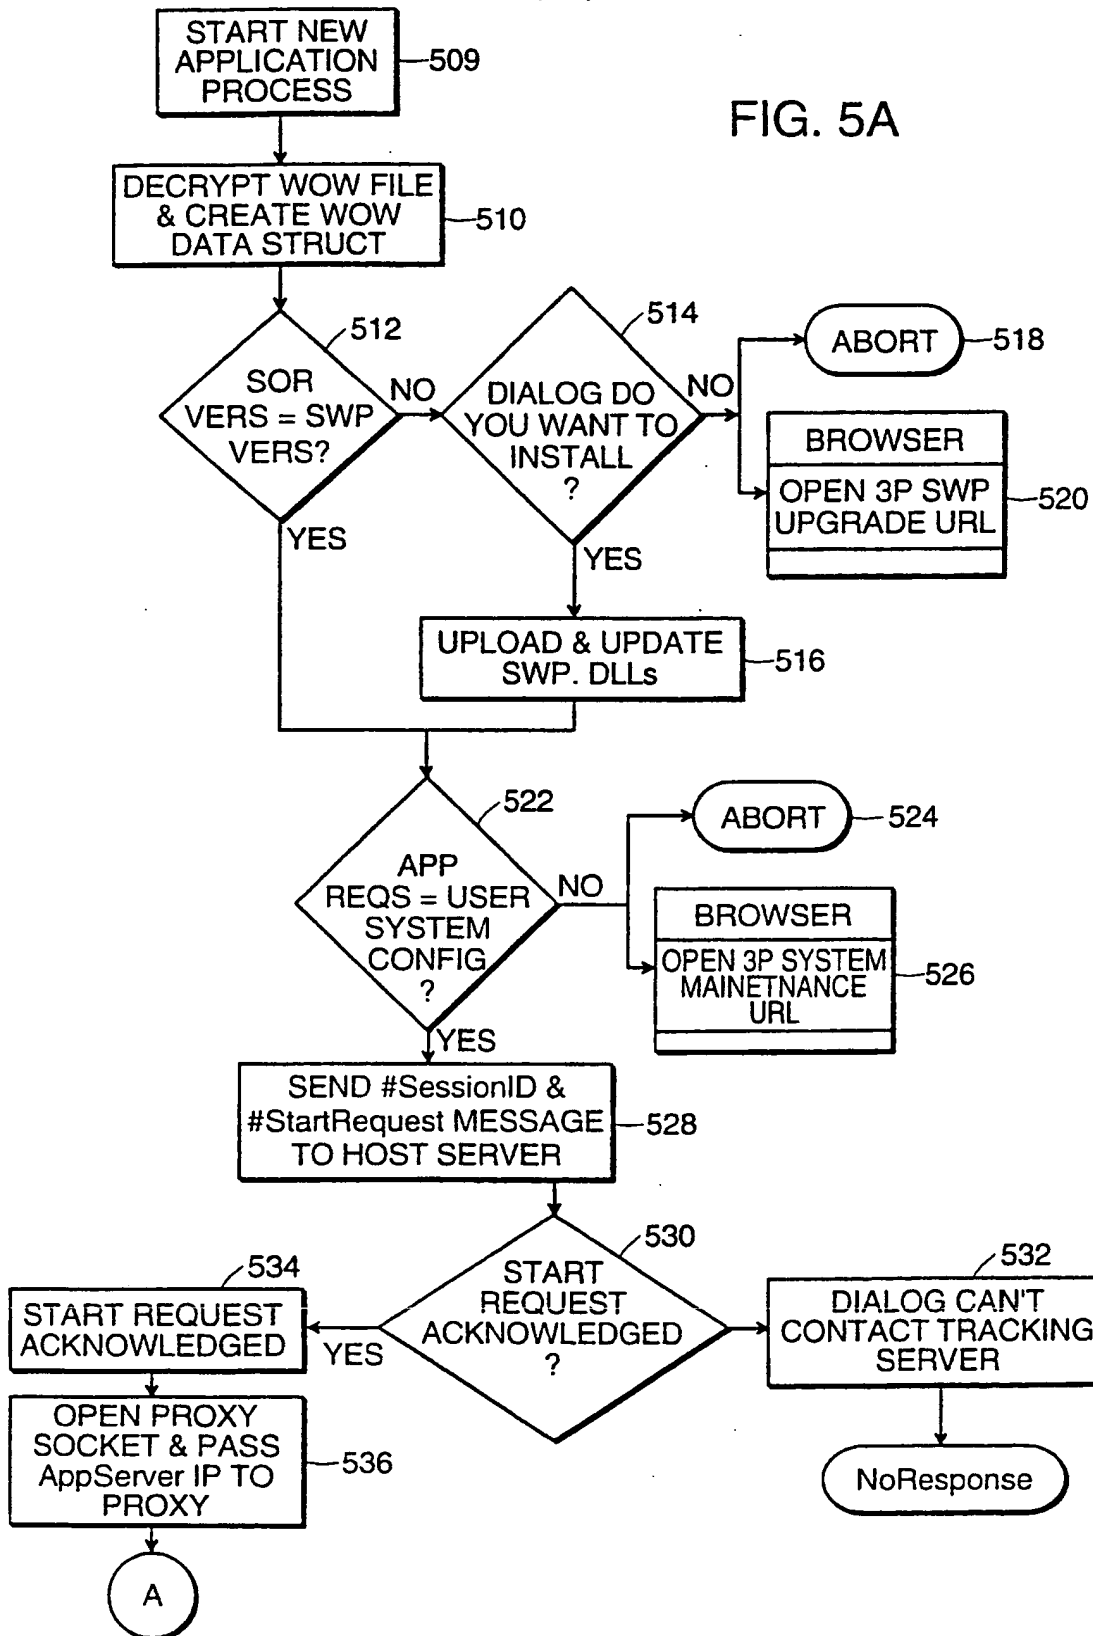 START NEW
APPLICATION
PROCESS
509
FIG. 5A
DECRYPT WOW FILE
& CREATE WOW
DATA STRUCT
510
512
SOR
VERS = SWP
VERS?
NO
YES
514
DIALOG DO
YOU WANT TO
INSTALL
?
NO
YES
ABORT
518
BROWSER
OPEN 3P SWP
UPGRADE URL
520
UPLOAD & UPDATE
SWP. DLLs
516
522
APP
REQS = USER
SYSTEM
CONFIG
?
NO
YES
ABORT
524
BROWSER
OPEN 3P SYSTEM
MAINETNANCE
URL
526
SEND #SessionID &
#StartRequest MESSAGE
TO HOST SERVER
528
530
START
REQUEST
ACKNOWLEDGED
?
YES
534
START REQUEST
ACKNOWLEDGED
532
DIALOG CAN'T
CONTACT TRACKING
SERVER
OPEN PROXY
SOCKET & PASS
AppServer IP TO
PROXY
536
NoResponse
A